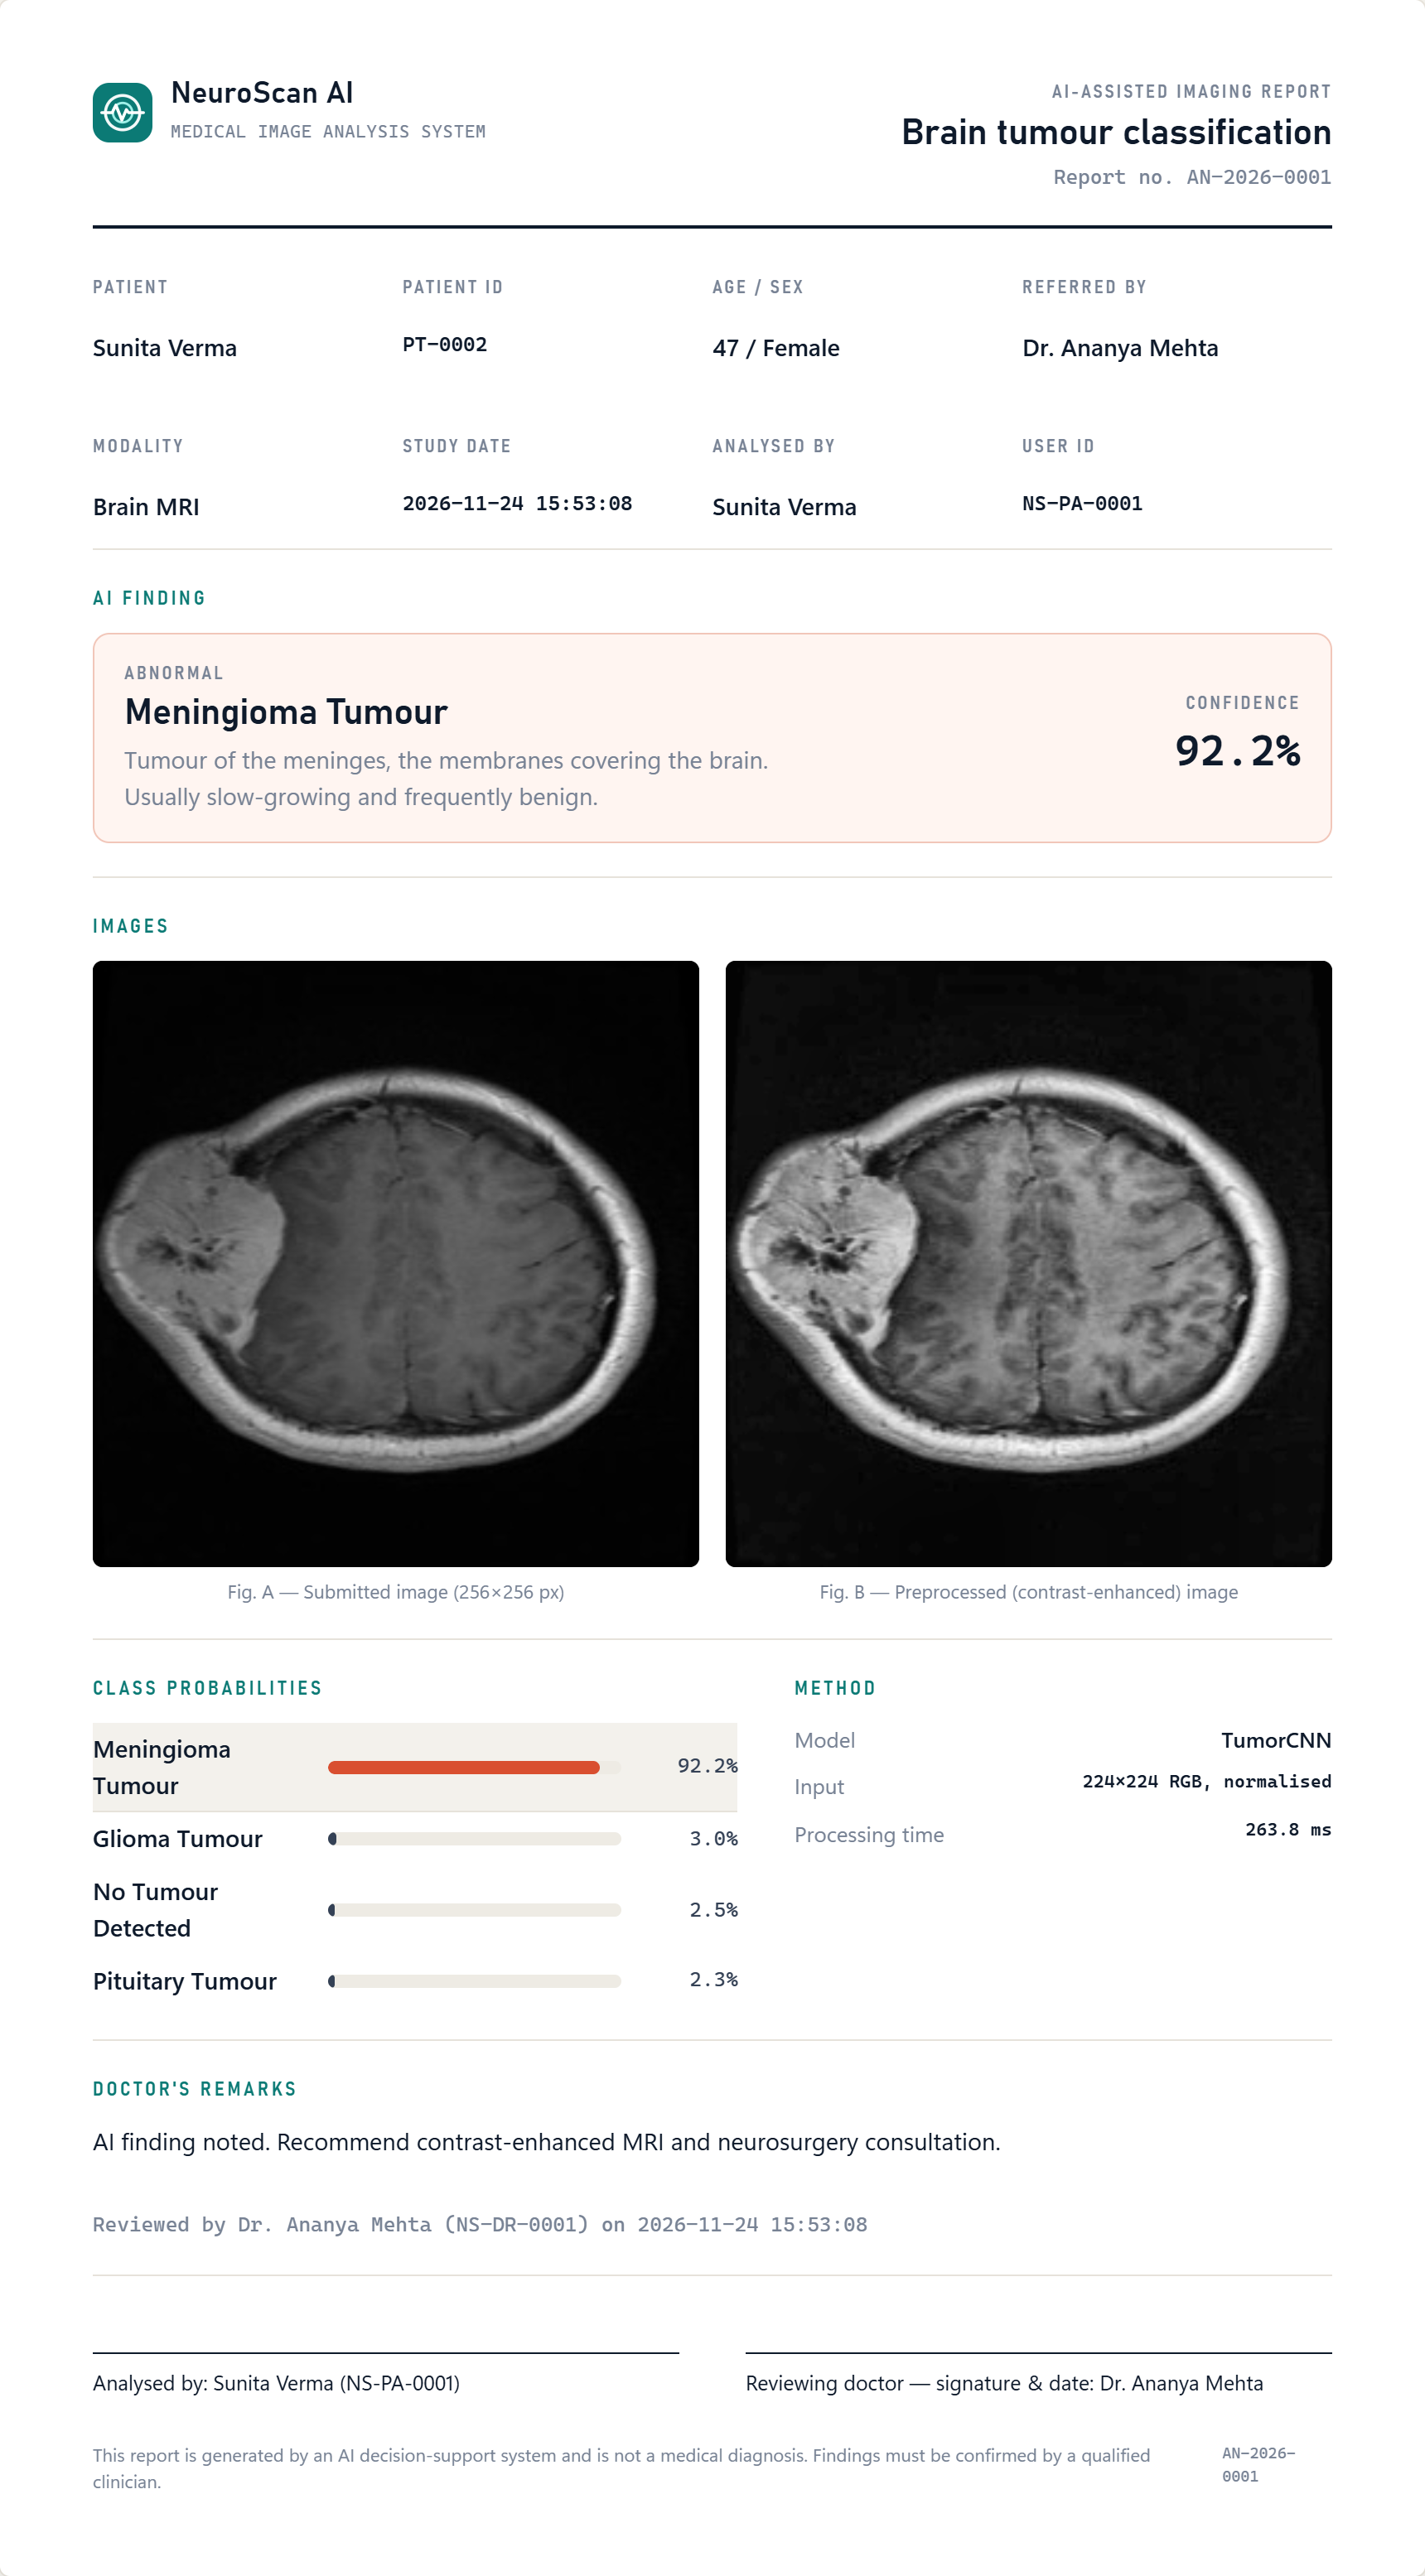 NeuroScan AI
MEDICAL IMAGE ANALYSIS SYSTEM
AI-ASSISTED IMAGING REPORT
Brain tumour classification
Report no. AN-2026-0001
PATIENT
Sunita Verma
PATIENT ID
PT-0002
AGE / SEX
47 / Female
REFERRED BY
Dr. Ananya Mehta
MODALITY
Brain MRI
STUDY DATE
2026-11-24 15:53:08
ANALYSED BY
Sunita Verma
USER ID
NS-PA-0001
AI FINDING
ABNORMAL
Meningioma Tumour
Tumour of the meninges, the membranes covering the brain.
Usually slow-growing and frequently benign.
CONFIDENCE
92.2%
IMAGES
Fig. A — Submitted image (256×256 px)
Fig. B — Preprocessed (contrast-enhanced) image
CLASS PROBABILITIES
Meningioma
Tumour
92.2%
Glioma Tumour
3.0%
No Tumour
Detected
2.5%
Pituitary Tumour
2.3%
METHOD
Model
TumorCNN
Input
224×224 RGB, normalised
Processing time
263.8 ms
DOCTOR'S REMARKS
AI finding noted. Recommend contrast-enhanced MRI and neurosurgery consultation.
Reviewed by Dr. Ananya Mehta (NS-DR-0001) on 2026-11-24 15:53:08
Analysed by: Sunita Verma (NS-PA-0001)
Reviewing doctor — signature & date: Dr. Ananya Mehta
This report is generated by an AI decision-support system and is not a medical diagnosis. Findings must be confirmed by a qualified
clinician.
AN-2026-
0001